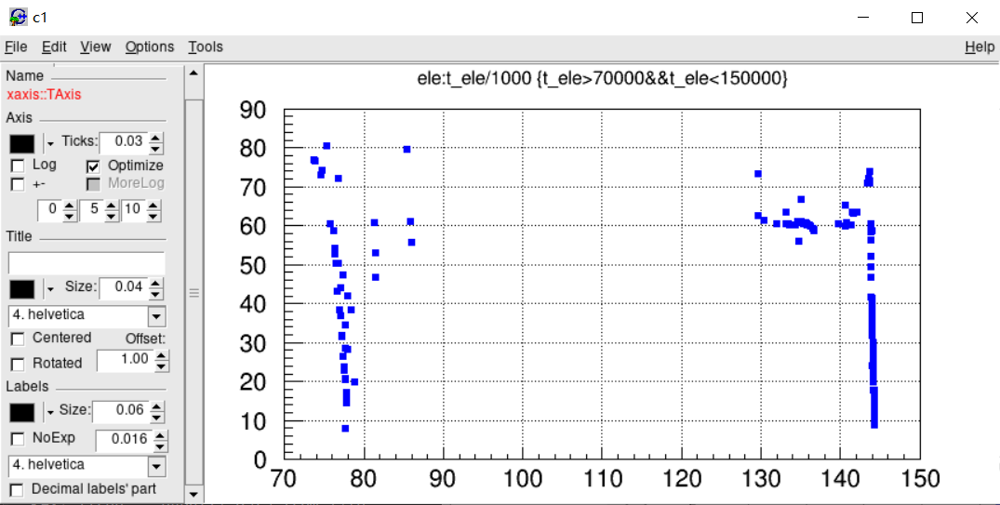 c1
File Edit View Options Tools Help
Name
xaxis::TAxis
Axis
Ticks: 0.03
Log Optimize
+- MoreLog
0 5 10
Title
Size: 0.04
4. helvetica
Centered Offset:
Rotated 1.00
Labels
Size: 0.06
NoExp 0.016
4. helvetica
Decimal labels' part
ele:t_ele/1000 {t_ele>70000&&t_ele<150000}
90
80
70
60
50
40
30
20
10
0
70 80 90 100 110 120 130 140 150